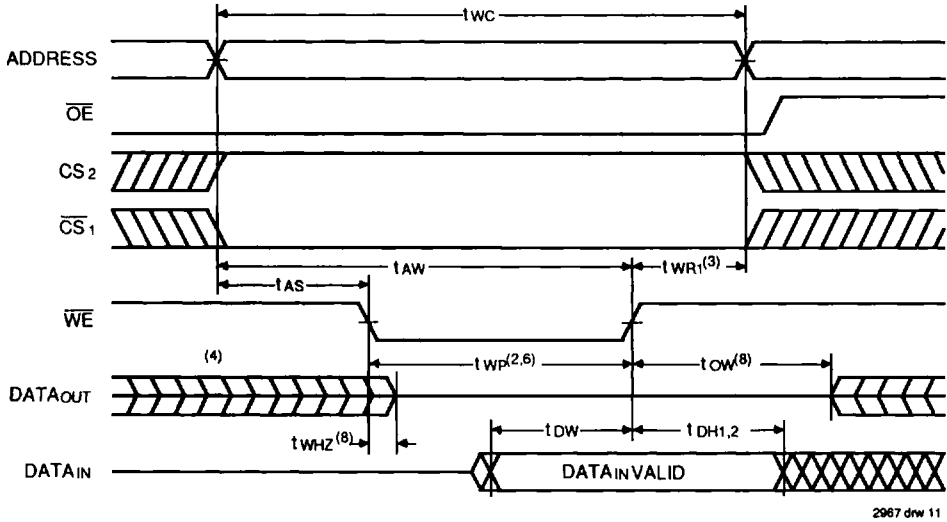 tWC
ADDRESS
OE
CS2
CS1
tAW
tWR1(3)
tAS
WE
(4)
tWP(2,6)
tOW(8)
DATAOUT
tWHZ(8)
tDW
tDH1,2
DATAIN
DATAIN VALID
2967 drw 11